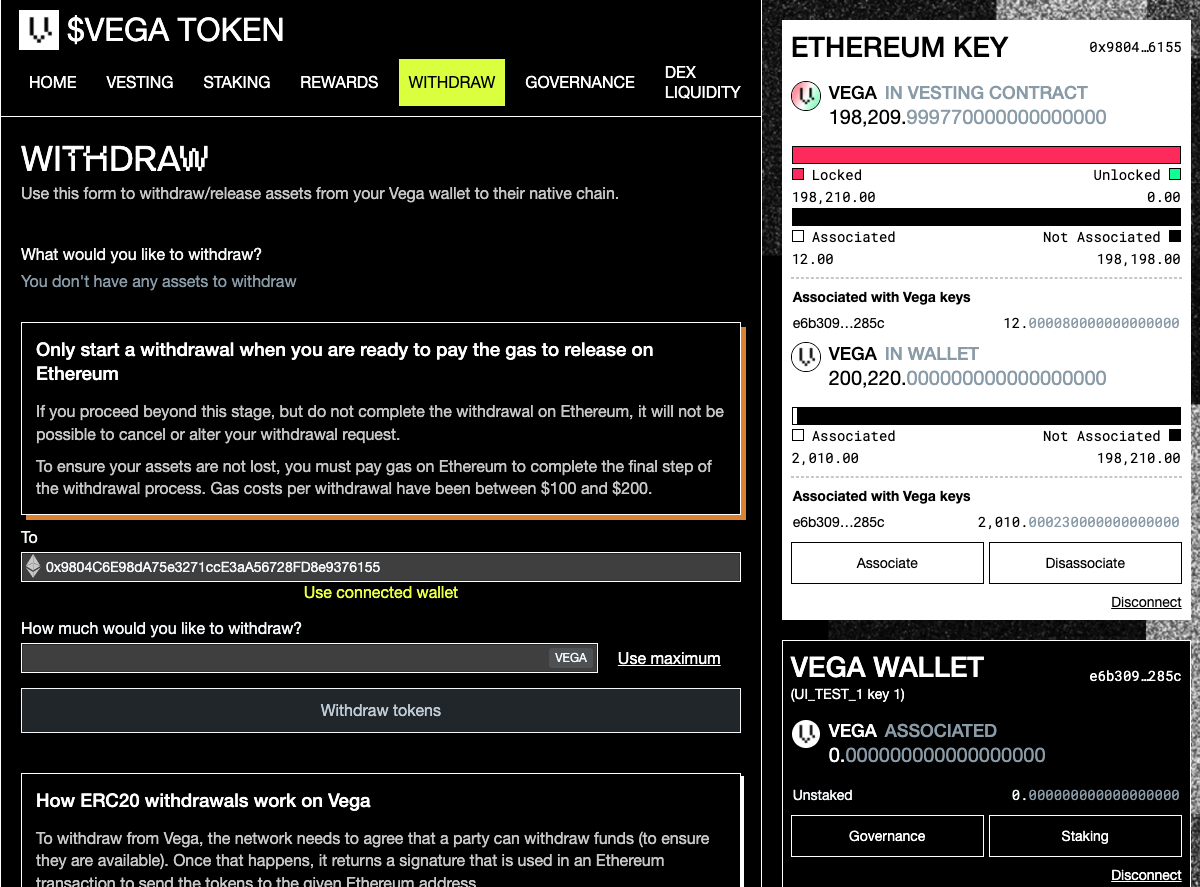 $VEGA TOKEN
HOME VESTING STAKING REWARDS WITHDRAW GOVERNANCE DEX LIQUIDITY
WITHDRAW
Use this form to withdraw/release assets from your Vega wallet to their native chain.
What would you like to withdraw?
You don't have any assets to withdraw
Only start a withdrawal when you are ready to pay the gas to release on
Ethereum
If you proceed beyond this stage, but do not complete the withdrawal on Ethereum, it will not be
possible to cancel or alter your withdrawal request.
To ensure your assets are not lost, you must pay gas on Ethereum to complete the final step of
the withdrawal process. Gas costs per withdrawal have been between $100 and $200.
To
0x9804C6E98dA75e3271ccE3aA56728FD8e9376155
Use connected wallet
How much would you like to withdraw?
VEGA Use maximum
Withdraw tokens
How ERC20 withdrawals work on Vega
To withdraw from Vega, the network needs to agree that a party can withdraw funds (to ensure
they are available). Once that happens, it returns a signature that is used in an Ethereum
transaction to send the tokens to the given Ethereum address.
ETHEREUM KEY 0x9804…6155
VEGA IN VESTING CONTRACT
198,209.999770000000000000
Locked Unlocked
198,210.00 0.00
Associated Not Associated
12.00 198,198.00
Associated with Vega keys
e6b309…285c 12.000080000000000000
VEGA IN WALLET
200,220.000000000000000000
Associated Not Associated
2,010.00 198,210.00
Associated with Vega keys
e6b309…285c 2,010.000230000000000000
Associate Disassociate
Disconnect
VEGA WALLET e6b309…285c
(UI_TEST_1 key 1)
VEGA ASSOCIATED
0.000000000000000000
Unstaked 0.000000000000000000
Governance Staking
Disconnect